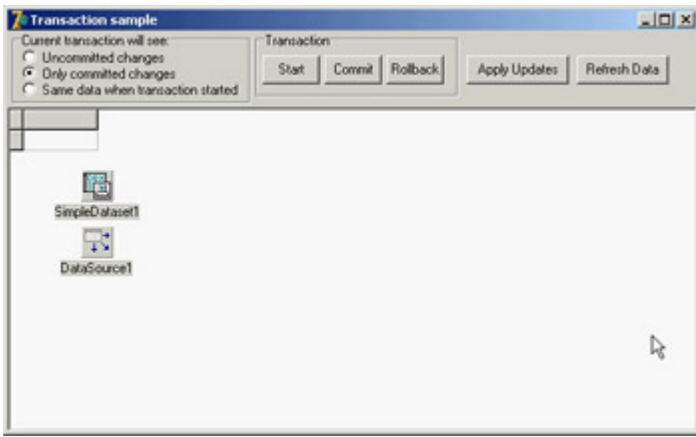 Transaction sample
Current transaction will see:
Uncommitted changes
Only committed changes
Same data when transaction started
Transaction
Start Commit Rollback
Apply Updates Refresh Data
SimpleDataset1
DataSource1